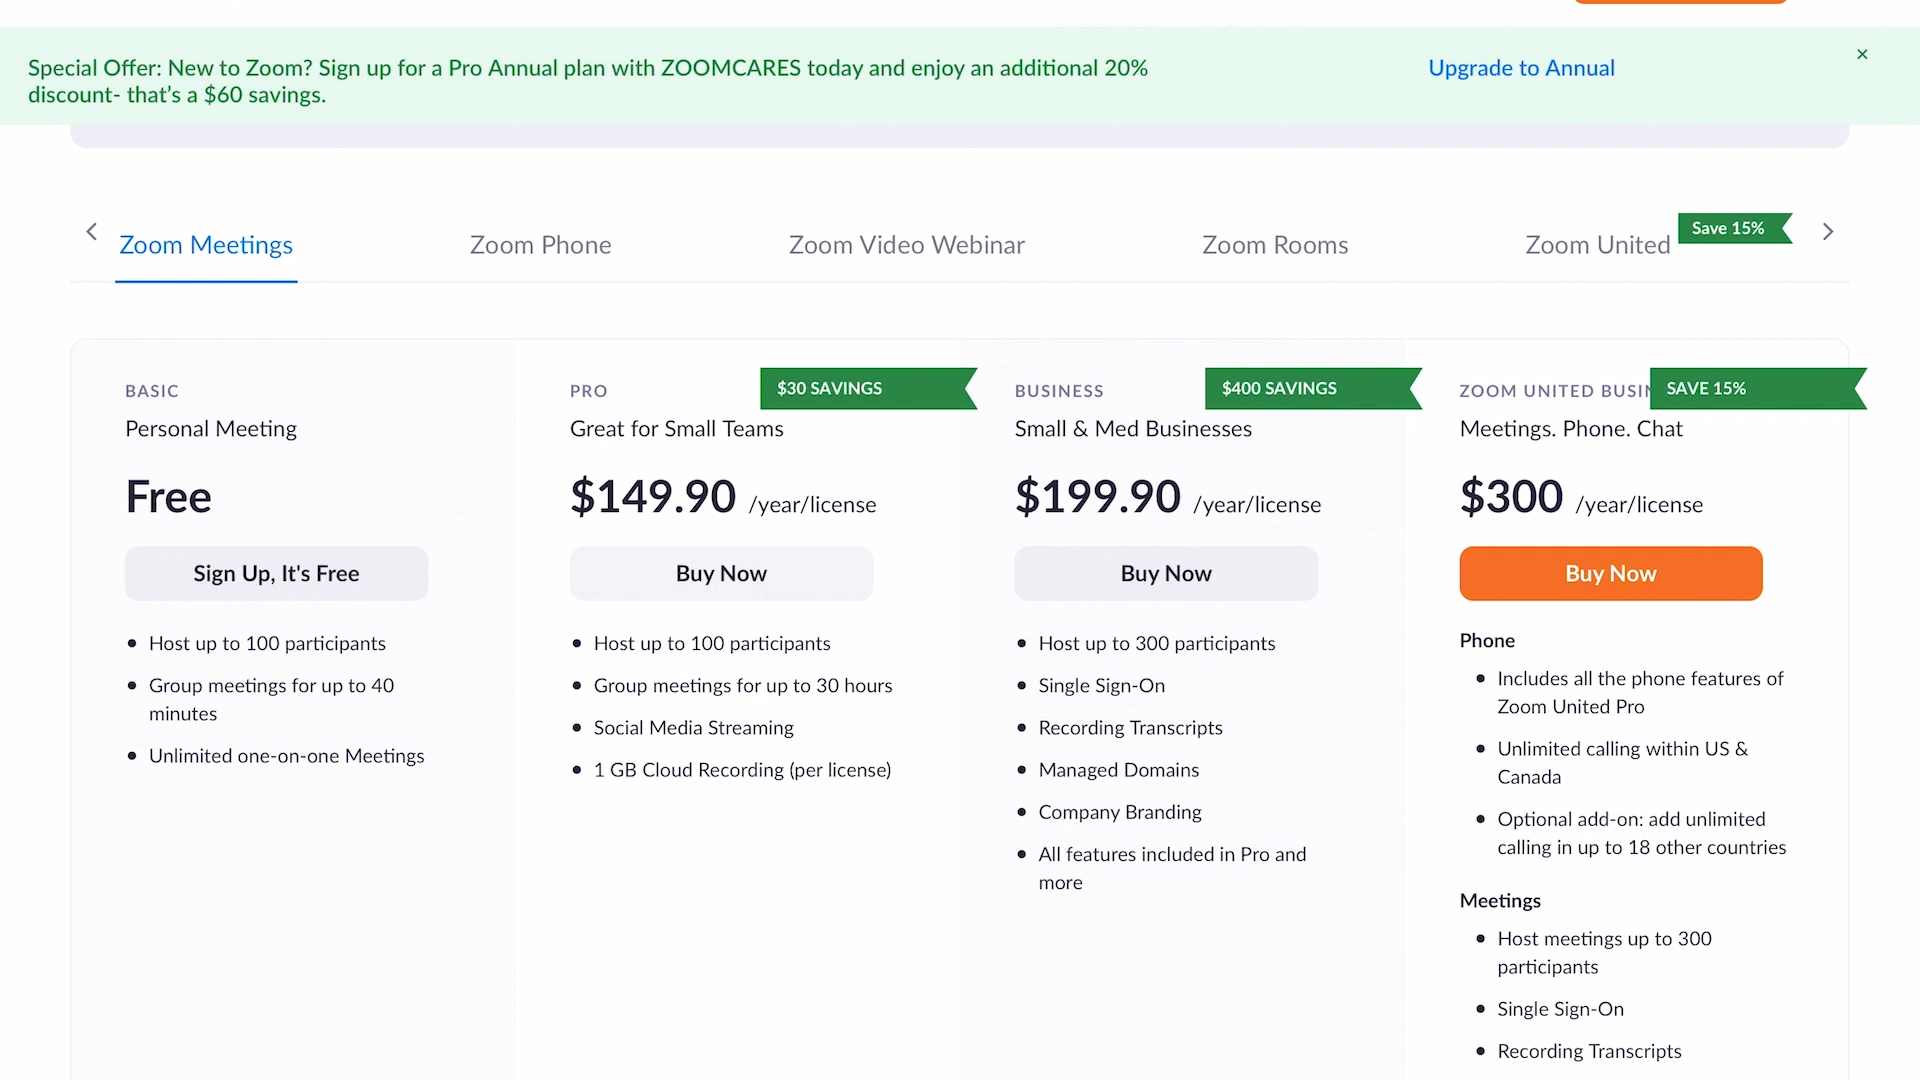 Special Offer: New to Zoom? Sign up for a Pro Annual plan with ZOOMCARES today and enjoy an additional 20%
discount- that’s a $60 savings.
Upgrade to Annual
×
Zoom Meetings
Zoom Phone
Zoom Video Webinar
Zoom Rooms
Zoom United
Save 15%
BASIC
Personal Meeting
Free
Sign Up, It's Free
Host up to 100 participants
Group meetings for up to 40
minutes
Unlimited one-on-one Meetings
PRO
$30 SAVINGS
Great for Small Teams
$149.90 /year/license
Buy Now
Host up to 100 participants
Group meetings for up to 30 hours
Social Media Streaming
1 GB Cloud Recording (per license)
BUSINESS
$400 SAVINGS
Small & Med Businesses
$199.90 /year/license
Buy Now
Host up to 300 participants
Single Sign-On
Recording Transcripts
Managed Domains
Company Branding
All features included in Pro and
more
ZOOM UNITED
SAVE 15%
Meetings. Phone. Chat
$300 /year/license
Buy Now
Phone
Includes all the phone features of
Zoom United Pro
Unlimited calling within US &
Canada
Optional add-on: add unlimited
calling in up to 18 other countries
Meetings
Host meetings up to 300
participants
Single Sign-On
Recording Transcripts